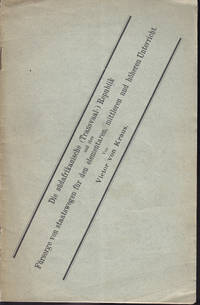 Die südafrikanische (Transvaal-) Republik
und ihre
Fürsorge von staatswegen für den elementaren, mittleren und höheren Unterricht.
Von
Victor von Kraus.